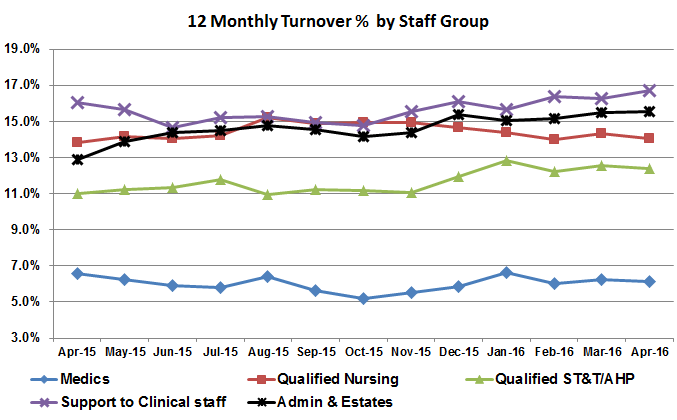 12 Monthly Turnover % by Staff Group
19.0%
17.0%
15.0%
13.0%
11.0%
9.0%
7.0%
5.0%
3.0%
Apr-15 May-15 Jun-15 Jul-15 Aug-15 Sep-15 Oct-15 Nov-15 Dec-15 Jan-16 Feb-16 Mar-16 Apr-16
Medics Qualified Nursing Qualified ST&T/AHP
Support to Clinical staff Admin & Estates